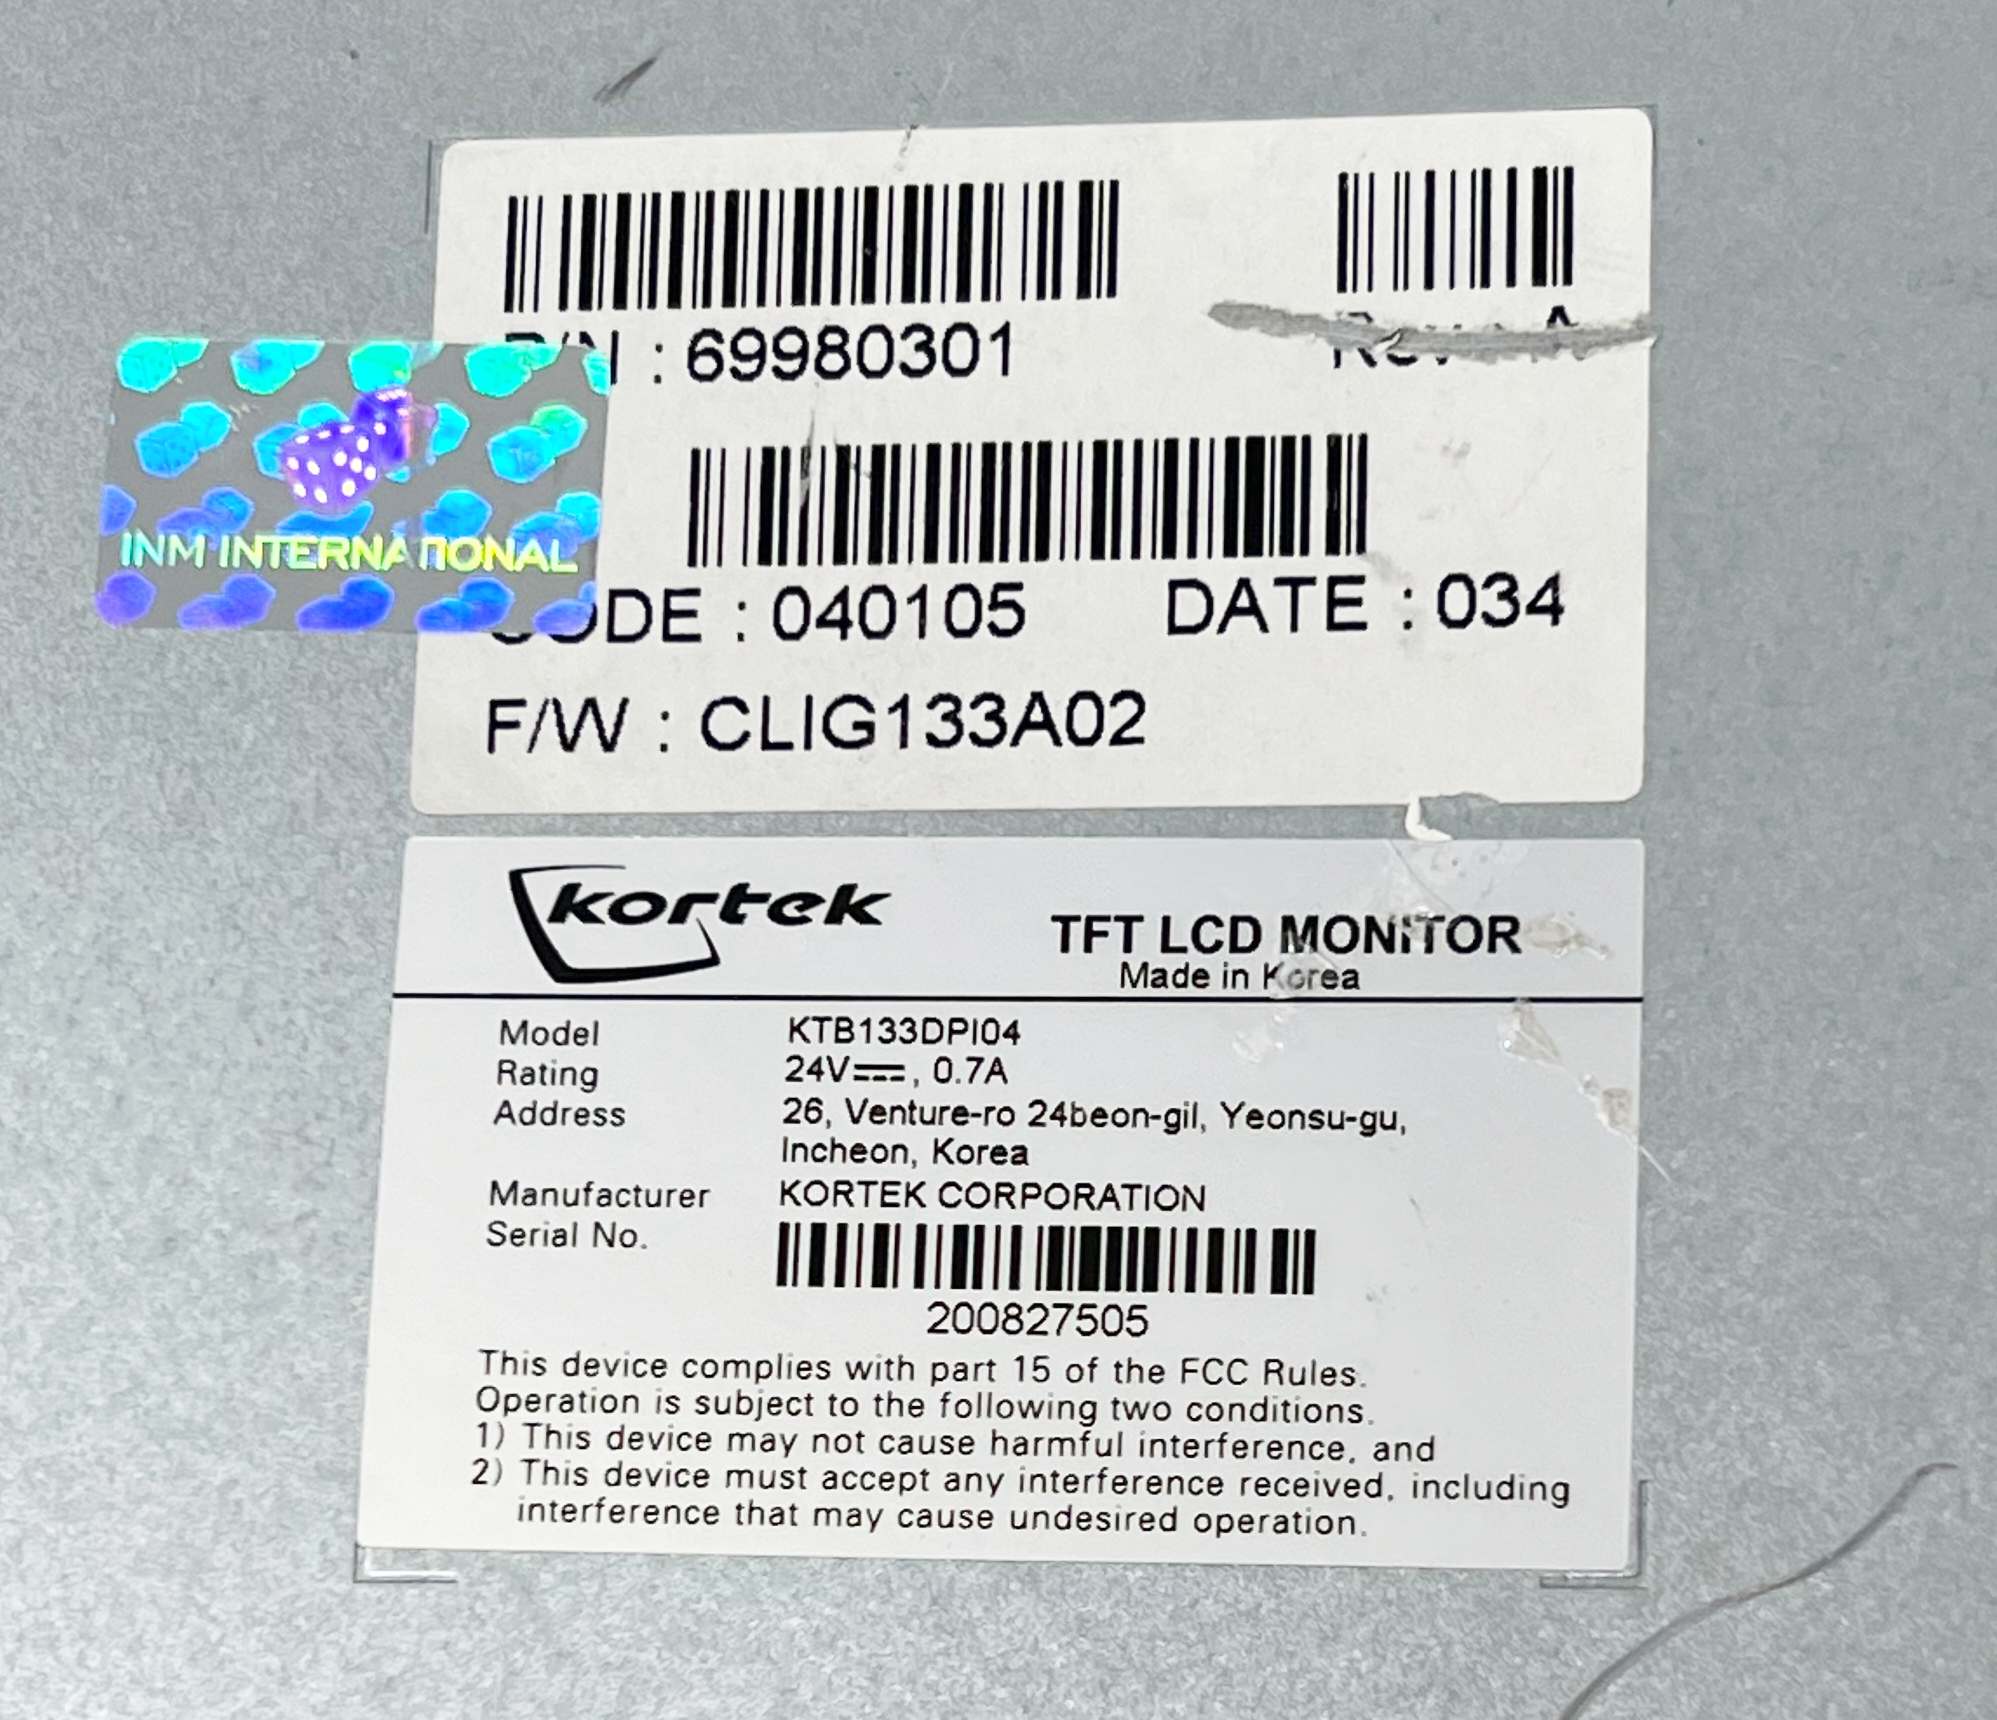 P/N : 69980301
Rev. : A
INM INTERNATIONAL
CODE : 040105 DATE : 034
F/W : CLIG133A02
kortek
TFT LCD MONITOR
Made in Korea
Model KTB133DPI04
Rating 24V⎓, 0.7A
Address 26, Venture-ro 24beon-gil, Yeonsu-gu,
Incheon, Korea
Manufacturer KORTEK CORPORATION
Serial No.
200827505
This device complies with part 15 of the FCC Rules.
Operation is subject to the following two conditions.
1) This device may not cause harmful interference, and
2) This device must accept any interference received, including
interference that may cause undesired operation.